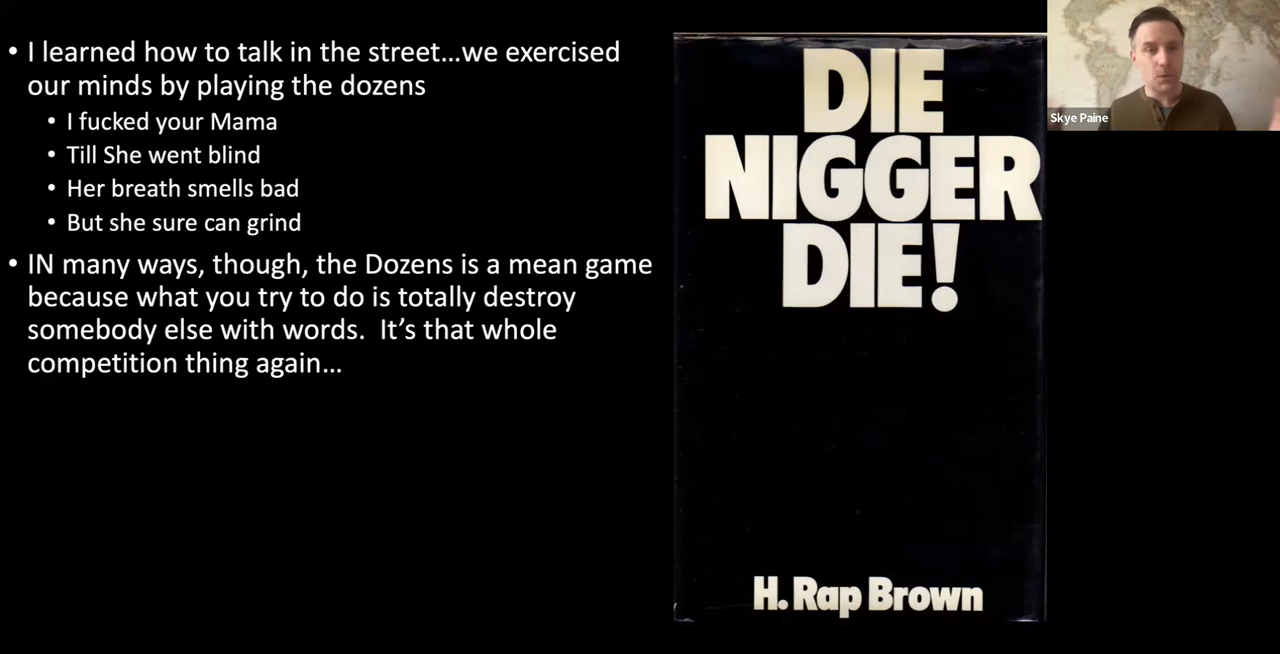 • I learned how to talk in the street...we exercised
our minds by playing the dozens
• I fucked your Mama
• Till She went blind
• Her breath smells bad
• But she sure can grind
• IN many ways, though, the Dozens is a mean game
because what you try to do is totally destroy
somebody else with words.  It's that whole
competition thing again...
DIE
NIGGER
DIE!
H. Rap Brown
Skye Paine